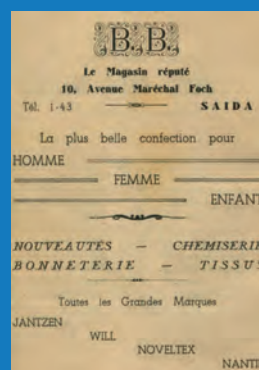 B.B.
Le Magasin réputé
10, Avenue Maréchal Foch
Tél. 1-43 SAIDA
La plus belle confection pour
HOMME
FEMME
ENFANT
NOUVEAUTÉS — CHEMISERIE
BONNETERIE — TISSUS
Toutes les Grandes Marques
JANTZEN
WILL
NOVELTEX
NANTI